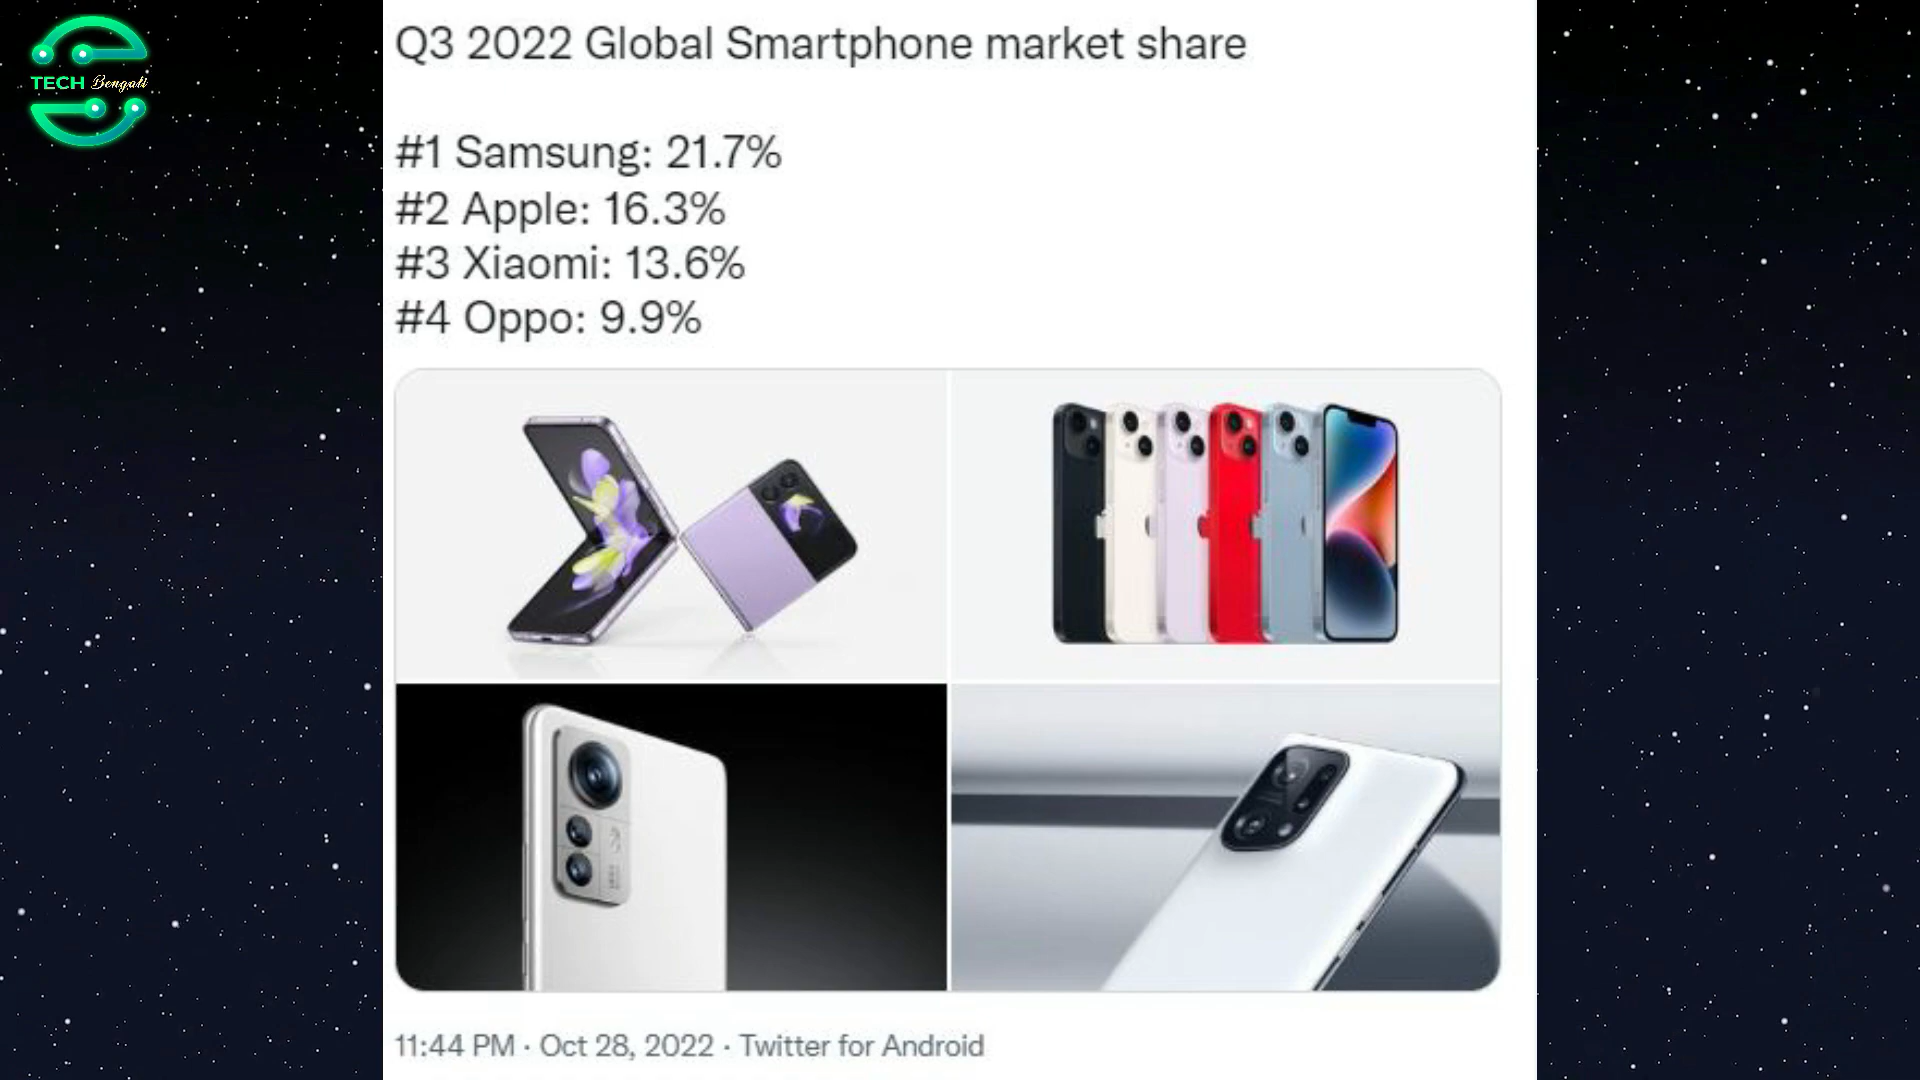 TECH Bengali
Q3 2022 Global Smartphone market share
#1 Samsung: 21.7%
#2 Apple: 16.3%
#3 Xiaomi: 13.6%
#4 Oppo: 9.9%
11:44 PM · Oct 28, 2022 · Twitter for Android